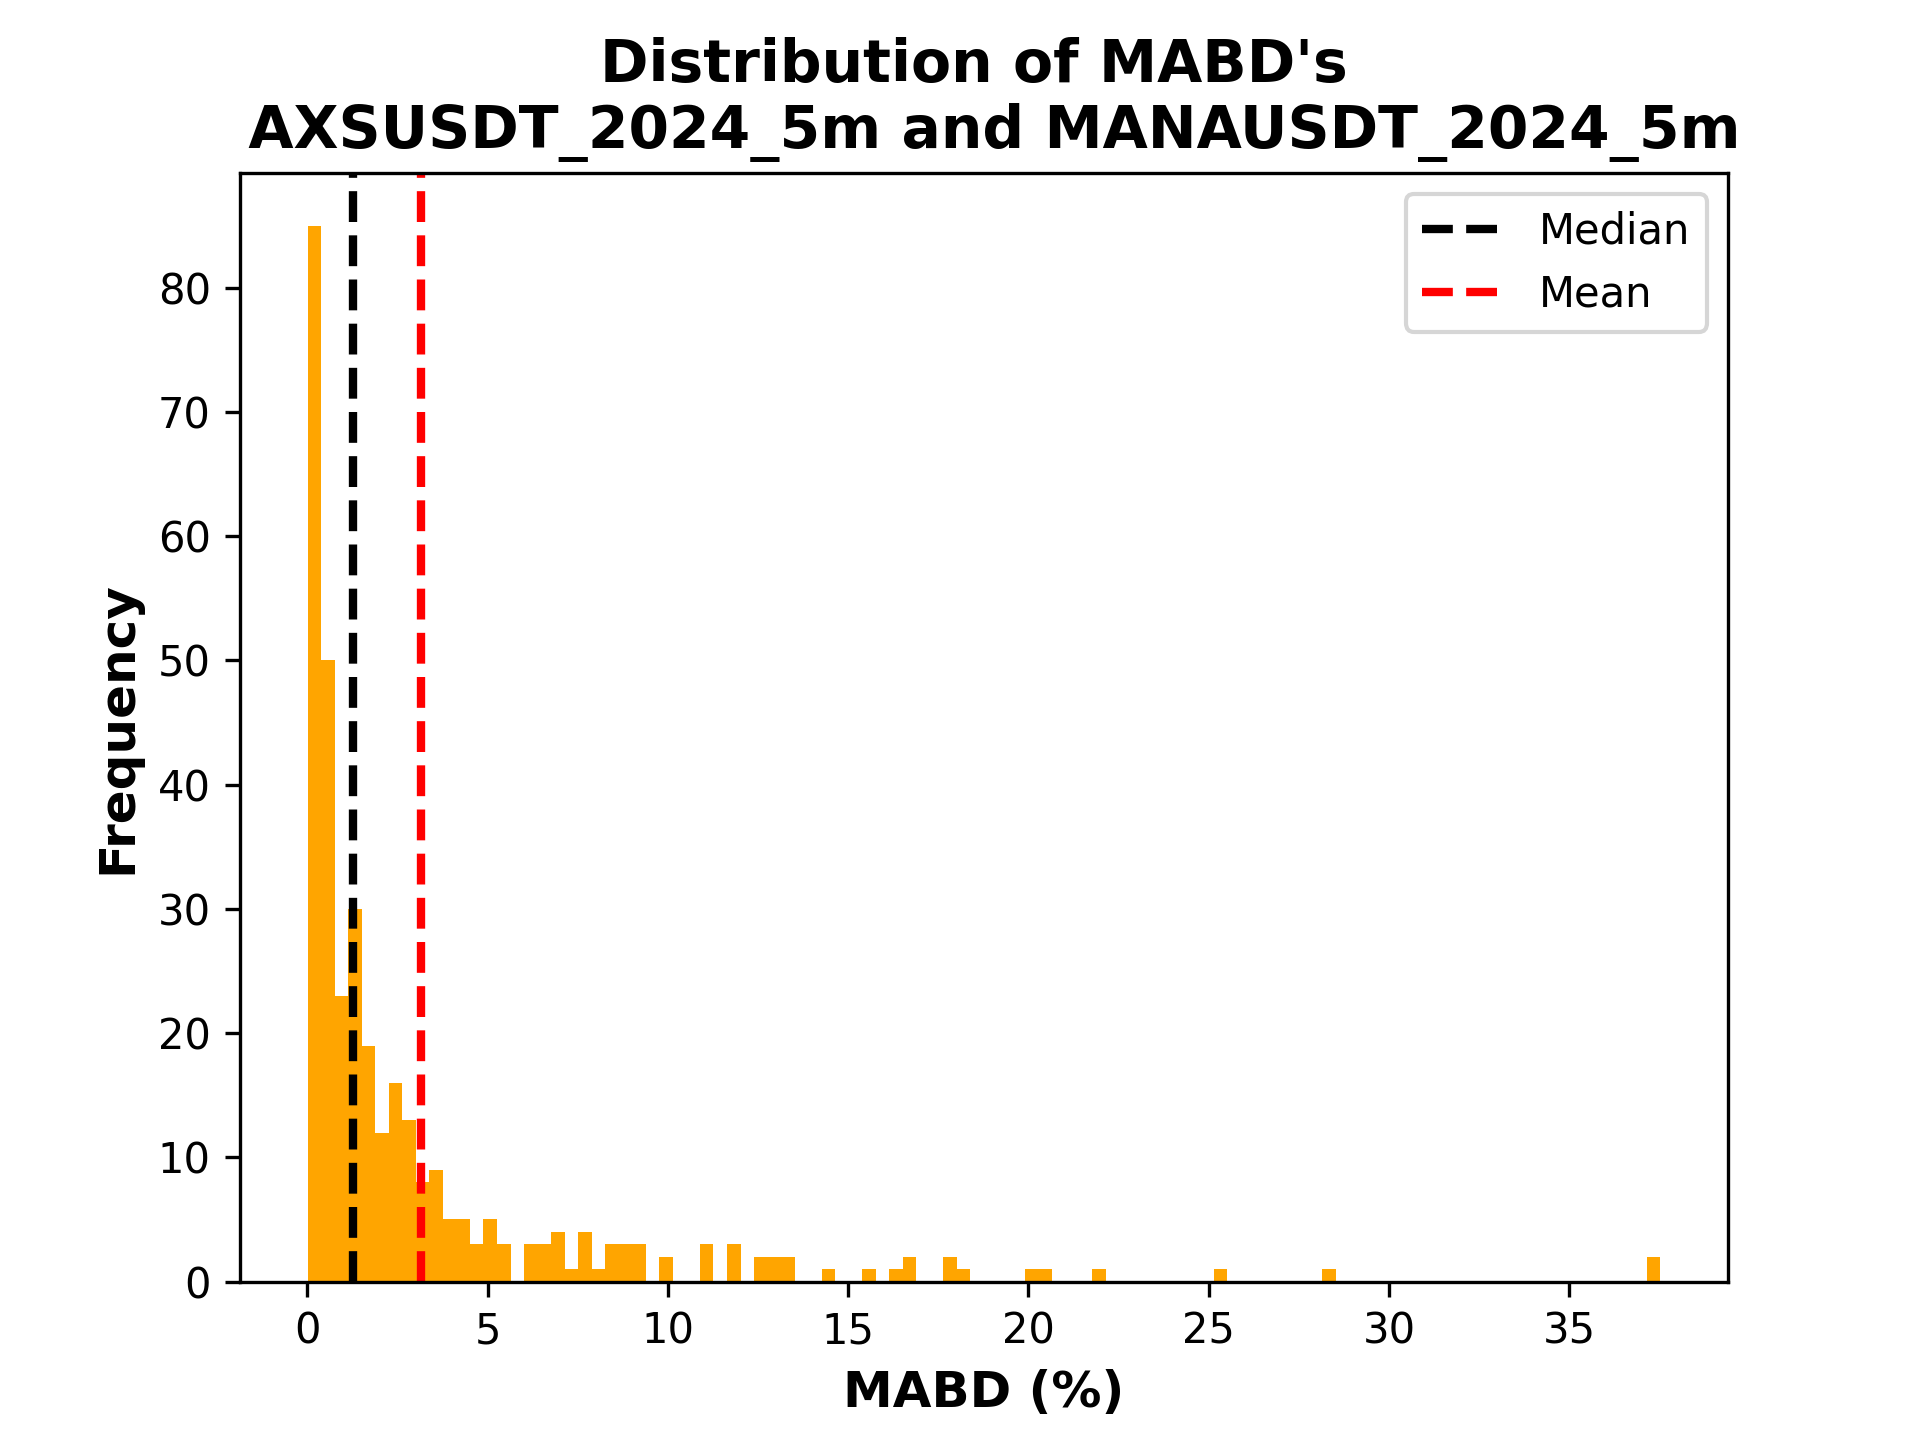 Distribution of MABD's
AXSUSDT_2024_5m and MANAUSDT_2024_5m
Median
Mean
Frequency
80
70
60
50
40
30
20
10
0
0 5 10 15 20 25 30 35
MABD (%)